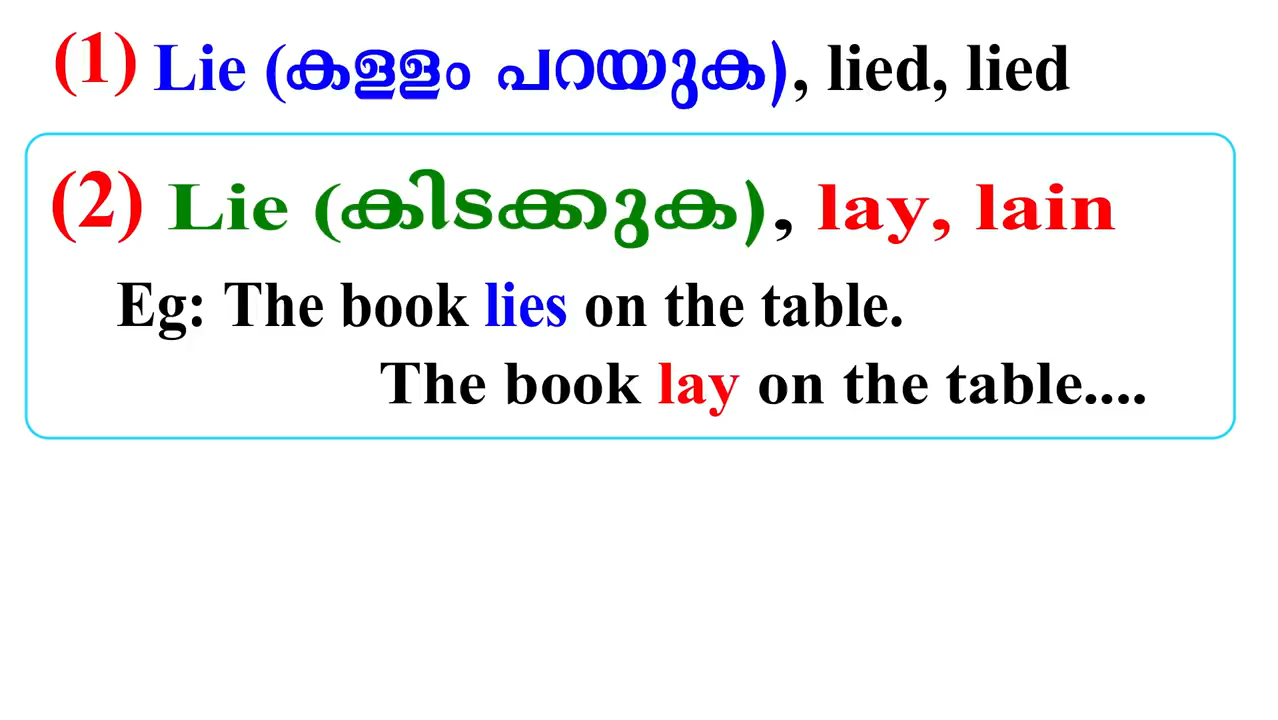 (1) Lie (കള്ളം പറയുക), lied, lied
(2) Lie (കിടക്കുക), lay, lain
Eg: The book lies on the table.
The book lay on the table....